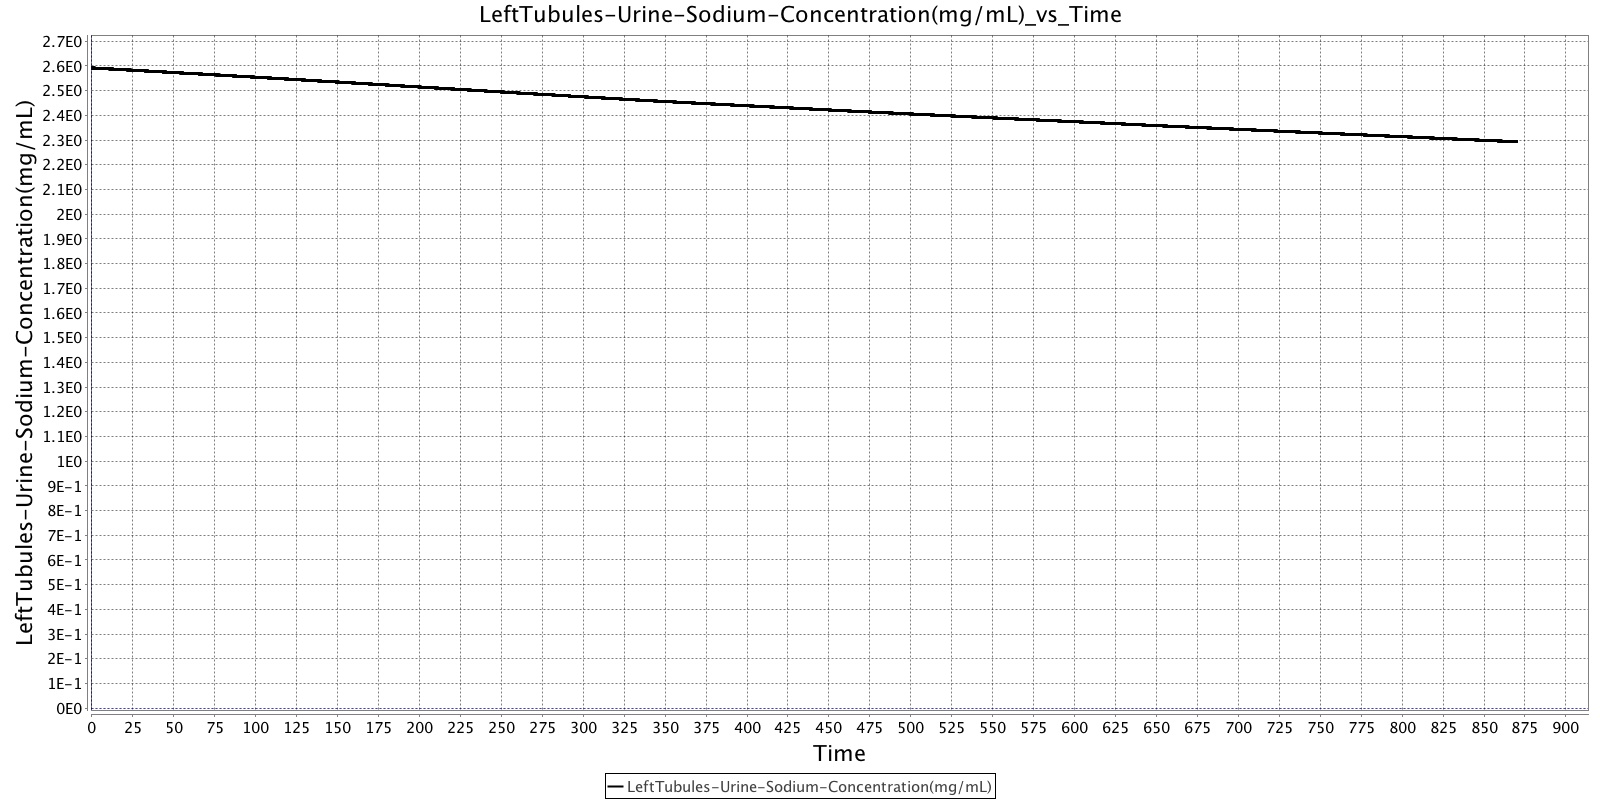 LeftTubules-Urine-Sodium-Concentration(mg/mL)_vs_Time
LeftTubules-Urine-Sodium-Concentration(mg/mL)
2.7E0
2.6E0
2.5E0
2.4E0
2.3E0
2.2E0
2.1E0
2E0
1.9E0
1.8E0
1.7E0
1.6E0
1.5E0
1.4E0
1.3E0
1.2E0
1.1E0
1E0
9E-1
8E-1
7E-1
6E-1
5E-1
4E-1
3E-1
2E-1
1E-1
0E0
0 25 50 75 100 125 150 175 200 225 250 275 300 325 350 375 400 425 450 475 500 525 550 575 600 625 650 675 700 725 750 775 800 825 850 875 900
Time
LeftTubules-Urine-Sodium-Concentration(mg/mL)